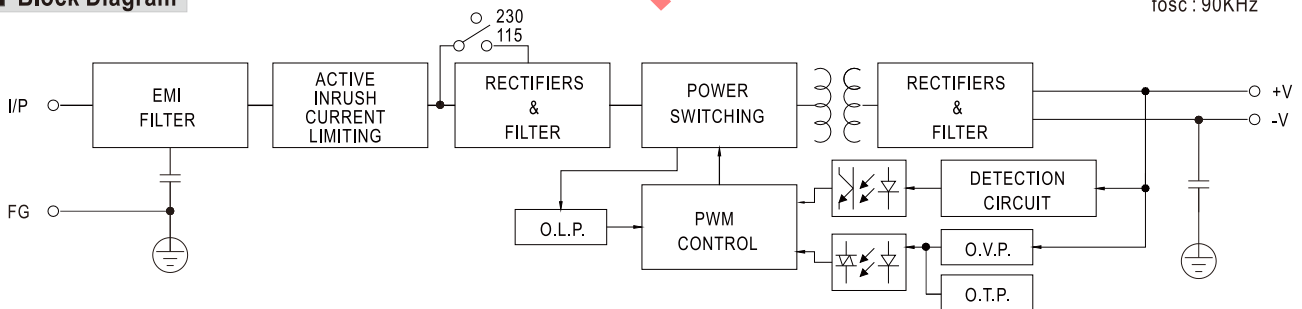 Block Diagram
fosc : 90KHz
230
115
I/P
EMI
FILTER
ACTIVE
INRUSH
CURRENT
LIMITING
RECTIFIERS
&
FILTER
POWER
SWITCHING
RECTIFIERS
&
FILTER
+V
-V
FG
O.L.P.
PWM
CONTROL
DETECTION
CIRCUIT
O.V.P.
O.T.P.